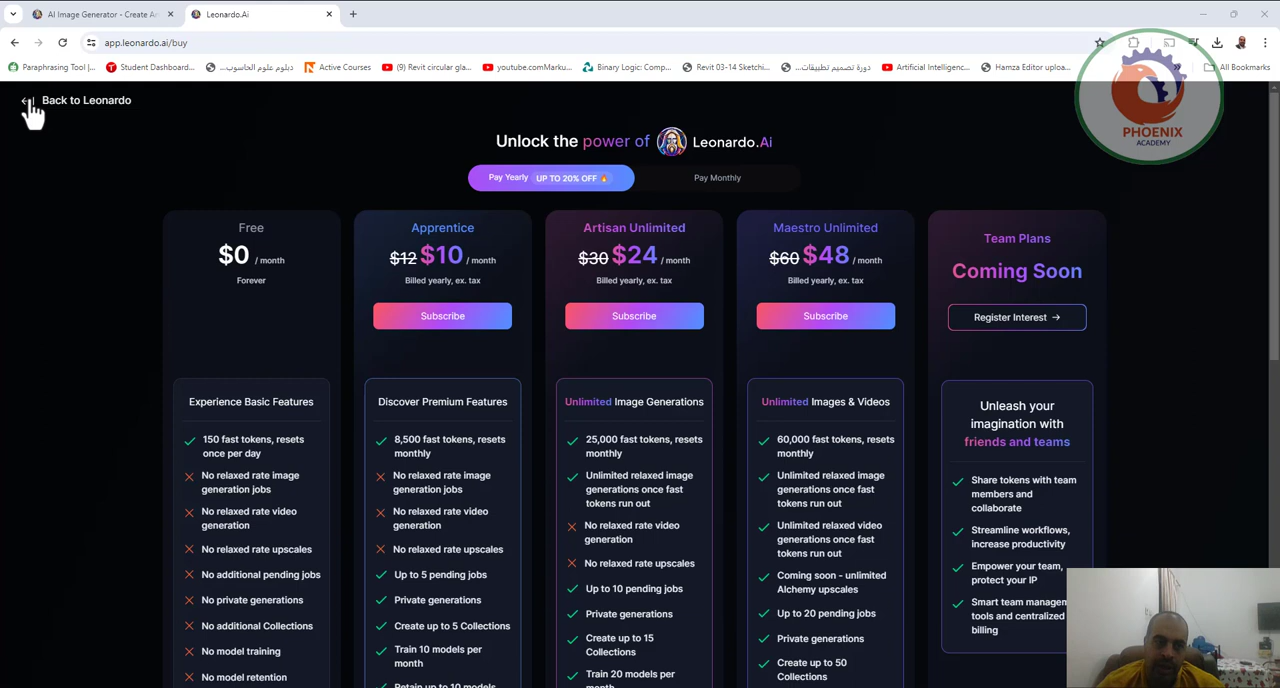 AI Image Generator - Create Ar
Leonardo.Ai
app.leonardo.ai/buy
Paraphrasing Tool |...
Student Dashboard...
دبلوم علوم الحاسوب...
Active Courses
(9) Revit curtular gla...
youtube.comMarku...
Binary Logic: Comp...
Revit 03-14 Sketchi...
دورة تصميم تطبيقات...
Artificial Intelligenc...
Hamza Editor uploa...
All Bookmarks
Back to Leonardo
PHOENIX
ACADEMY
Unlock the power of Leonardo.Ai
Pay Yearly UP TO 20% OFF
Pay Monthly
Free
$0 / month
Forever
Experience Basic Features
150 fast tokens, resets
once per day
No relaxed rate image
generation jobs
No relaxed rate video
generation
No relaxed rate upscales
No additional pending jobs
No private generations
No additional Collections
No model training
No model retention
Apprentice
$12 $10 / month
Billed yearly, ex. tax
Subscribe
Discover Premium Features
8,500 fast tokens, resets
monthly
No relaxed rate image
generation jobs
No relaxed rate video
generation
No relaxed rate upscales
Up to 5 pending jobs
Private generations
Create up to 5 Collections
Train 10 models per
month
Retain up to 10 models
Artisan Unlimited
$30 $24 / month
Billed yearly, ex. tax
Subscribe
Unlimited Image Generations
25,000 fast tokens, resets
monthly
Unlimited relaxed image
generations once fast
tokens run out
No relaxed rate video
generation
No relaxed rate upscales
Up to 10 pending jobs
Private generations
Create up to 15
Collections
Train 20 models per
month
Maestro Unlimited
$60 $48 / month
Billed yearly, ex. tax
Subscribe
Unlimited Images & Videos
60,000 fast tokens, resets
monthly
Unlimited relaxed image
generations once fast
tokens run out
Unlimited relaxed video
generations once fast
tokens run out
Coming soon - unlimited
Alchemy upscales
Up to 20 pending jobs
Private generations
Create up to 50
Collections
Team Plans
Coming Soon
Register Interest →
Unleash your
imagination with
friends and teams
Share tokens with team
members and
collaborate
Streamline workflows,
increase productivity
Empower your team,
protect your IP
Smart team managem
tools and centralized
billing